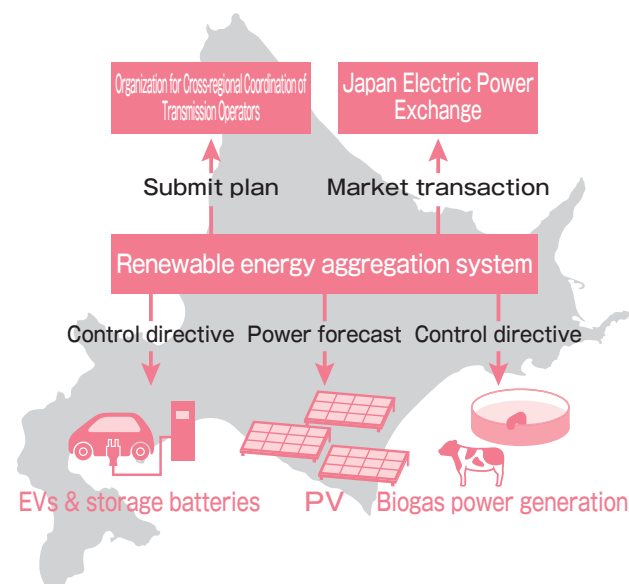 Organization for Cross-regional Coordination of
Transmission Operators
Japan Electric Power
Exchange
Submit plan
Market transaction
Renewable energy aggregation system
Control directive
Power forecast
Control directive
EVs & storage batteries
PV
Biogas power generation